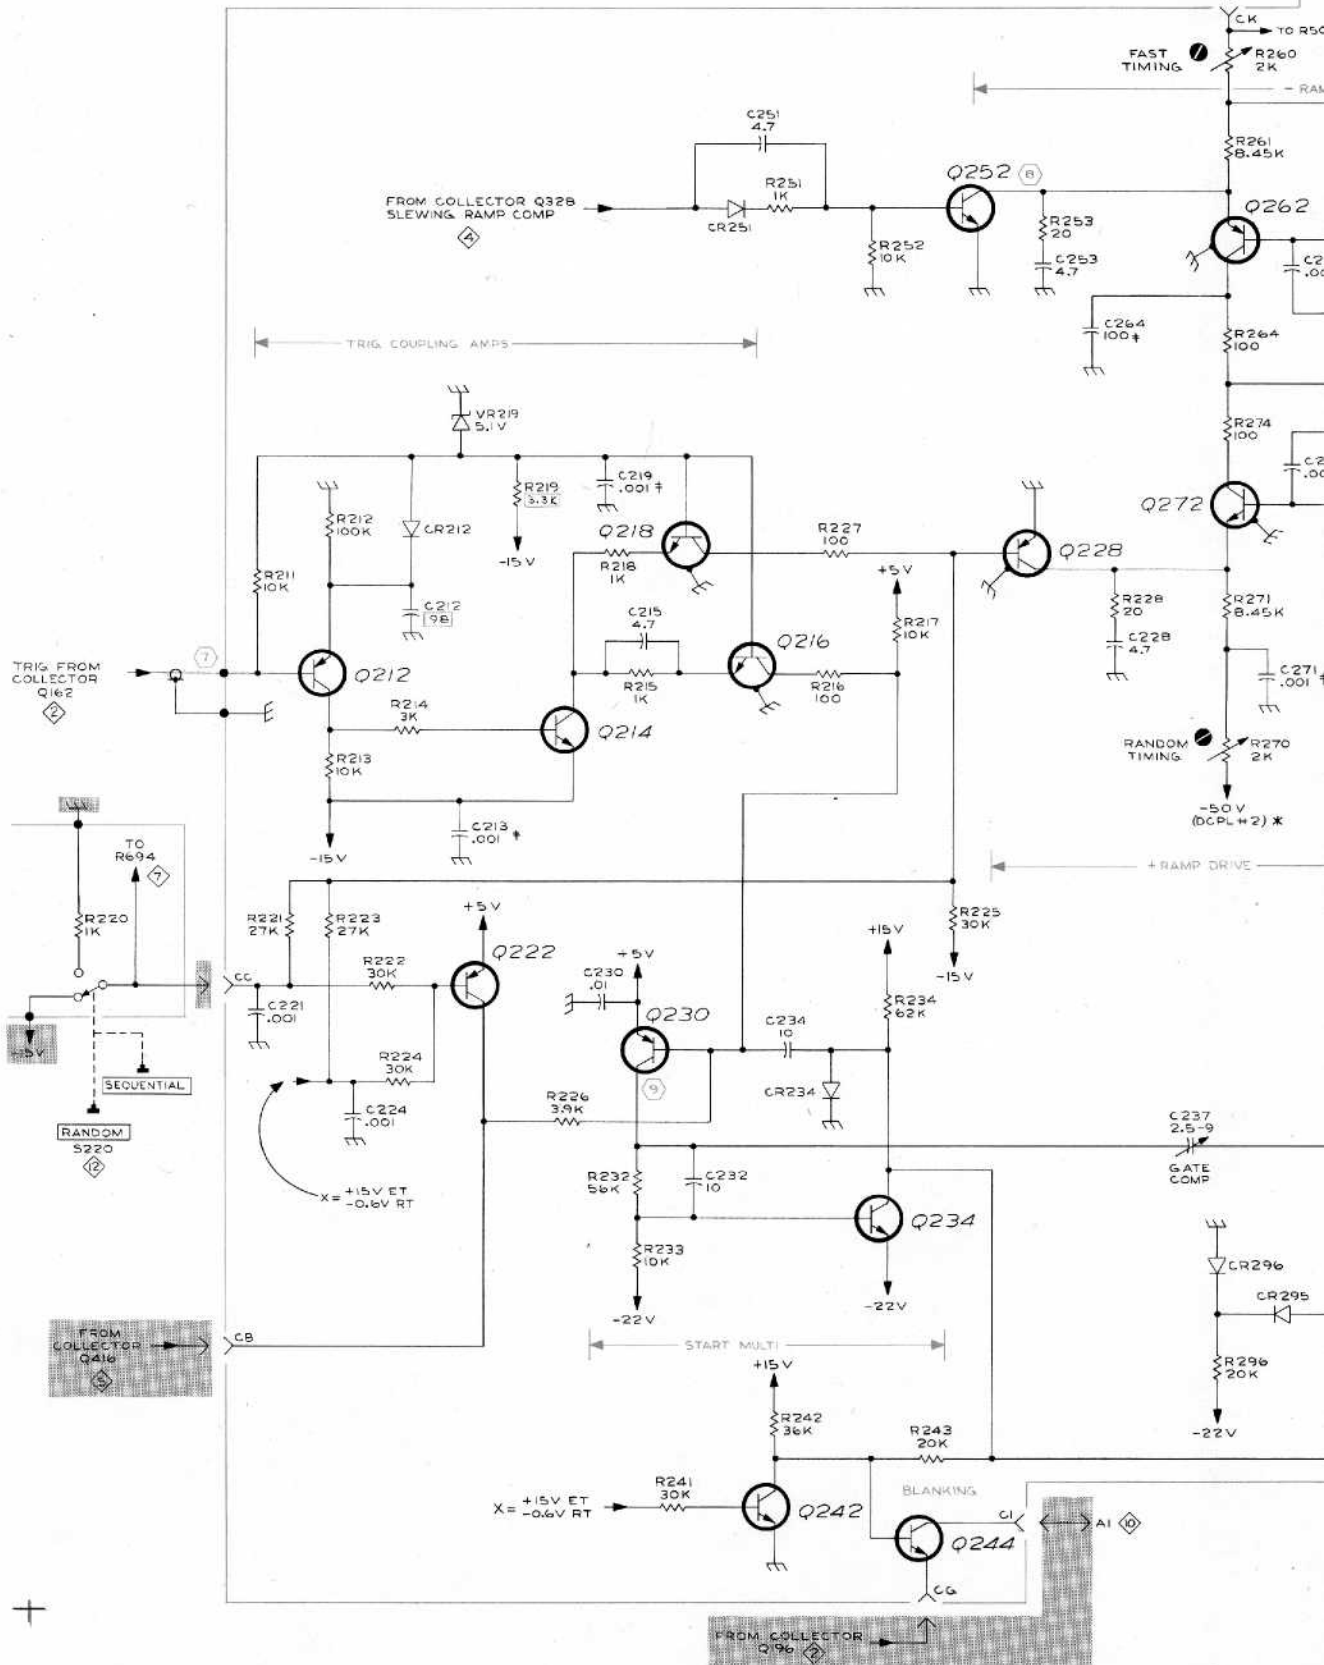 CK
TO R50
FAST
TIMING
R260
2K
- RAM
C251
4.7
R261
8.45K
R251
1K
Q252
8
FROM COLLECTOR Q328
SLEWING RAMP COMP
4
CR251
R253
20
Q262
R252
10K
C253
4.7
C2
.00
C264
100‡
R264
100
TRIG COUPLING AMPS
VR219
5.1V
R274
100
C2
.00
R219
C219
.001‡
R212
100K
CR212
-15V
Q218
R227
100
Q272
R218
1K
+5V
Q228
R211
10K
C212
98
C215
4.7
R217
10K
R228
20
R271
8.45K
7
Q216
C228
4.7
TRIG FROM
COLLECTOR
Q162
2
Q212
R215
1K
R216
100
C271
.001‡
R214
3K
Q214
RANDOM
TIMING
R270
2K
R213
10K
-50V
(DCPL #2) *
C213
.001‡
-15V
TO
R694
7
+RAMP DRIVE
R220
1K
R221
27K
R223
27K
+5V
+15V
R225
30K
R222
30K
Q222
+5V
-15V
CC
C230
.01
R234
62K
C221
.001
Q230
C234
10
SEQUENTIAL
R224
30K
9
CR234
RANDOM
S220
12
C224
.001
R226
3.9K
C237
2.5-9
GATE
COMP
X= +15V ET
-0.6V RT
R232
56K
C232
10
Q234
R233
10K
CR296
-22V
-22V
CR295
FROM
COLLECTOR
Q416
5
CB
START MULTI
+15V
R296
20K
R242
36K
R243
20K
-22V
X= +15V ET
-0.6V RT
R241
30K
Q242
BLANKING
CI
A1 10
Q244
CG
FROM COLLECTOR
Q196 2